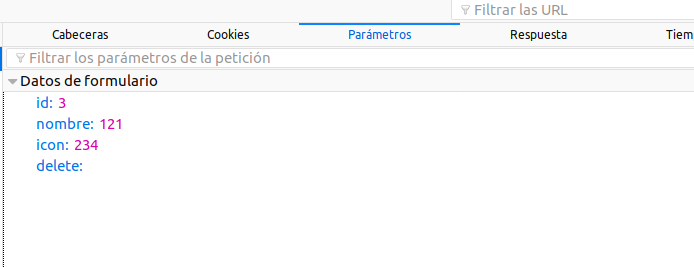 Filtrar las URL
Cabeceras Cookies Parámetros Respuesta
Filtrar los parámetros de la petición
Datos de formulario
id: 3
nombre: 121
icon: 234
delete: